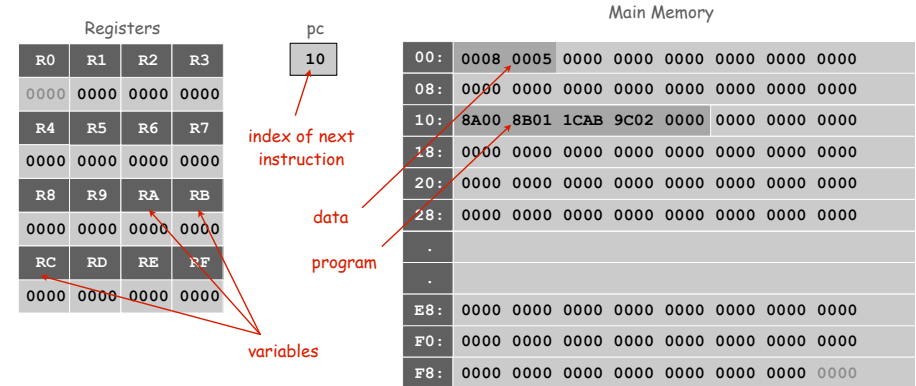 Main Memory
Registers
pc
R0 R1 R2 R3
0000 0000 0000 0000
R4 R5 R6 R7
0000 0000 0000 0000
R8 R9 RA RB
0000 0000 0000 0000
RC RD RE RF
0000 0000 0000 0000
10
index of next
instruction
data
program
variables
00: 0008 0005 0000 0000 0000 0000 0000 0000
08: 0000 0000 0000 0000 0000 0000 0000 0000
10: 8A00 8B01 1CAB 9C02 0000 0000 0000 0000
18: 0000 0000 0000 0000 0000 0000 0000 0000
20: 0000 0000 0000 0000 0000 0000 0000 0000
28: 0000 0000 0000 0000 0000 0000 0000 0000
.
.
E8: 0000 0000 0000 0000 0000 0000 0000 0000
F0: 0000 0000 0000 0000 0000 0000 0000 0000
F8: 0000 0000 0000 0000 0000 0000 0000 0000